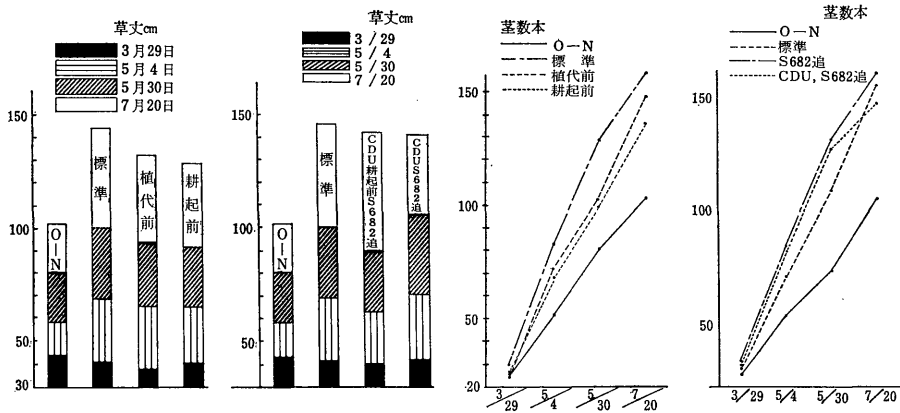 草丈cm
3月29日
5月4日
5月30日
7月20日
150
100
50
30
O-N
標準
植代前
耕起前
草丈cm
3/29
5/4
5/30
7/20
150
100
50
O-N
標準
CDU耕起前S682追
CDUS682追
茎数本
O-N
標準
植代前
耕起前
150
100
50
20
3/29
5/4
5/30
7/20
茎数本
O-N
標準
S682追
CDU,S682追
150
100
50
3/29
5/4
5/30
7/20